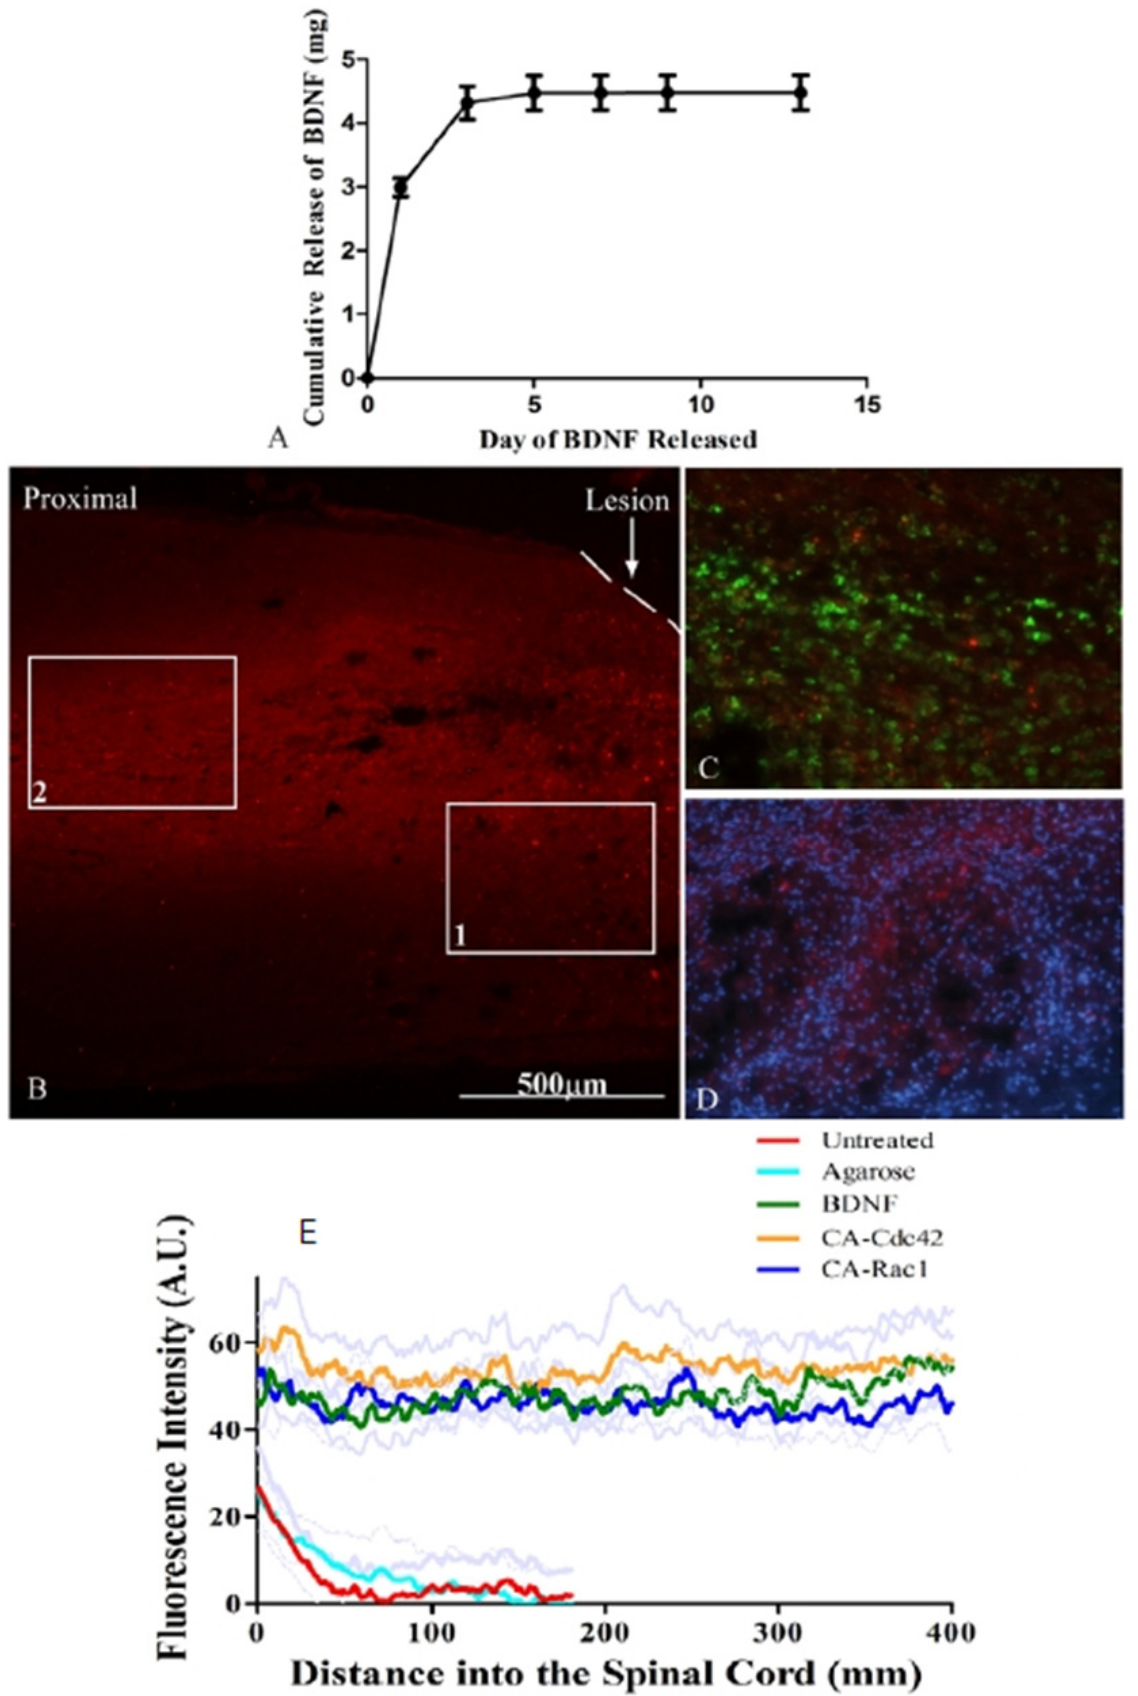 Cumulative Release of BDNF (mg)
5
4
3
2
1
0
0 5 10 15
Day of BDNF Released
A
Proximal
Lesion
2
1
500μm
B
C
D
Untreated
Agarose
BDNF
CA-Cdc42
CA-Rac1
E
Fluorescence Intensity (A.U.)
60
40
20
0
0 100 200 300 400
Distance into the Spinal Cord (mm)